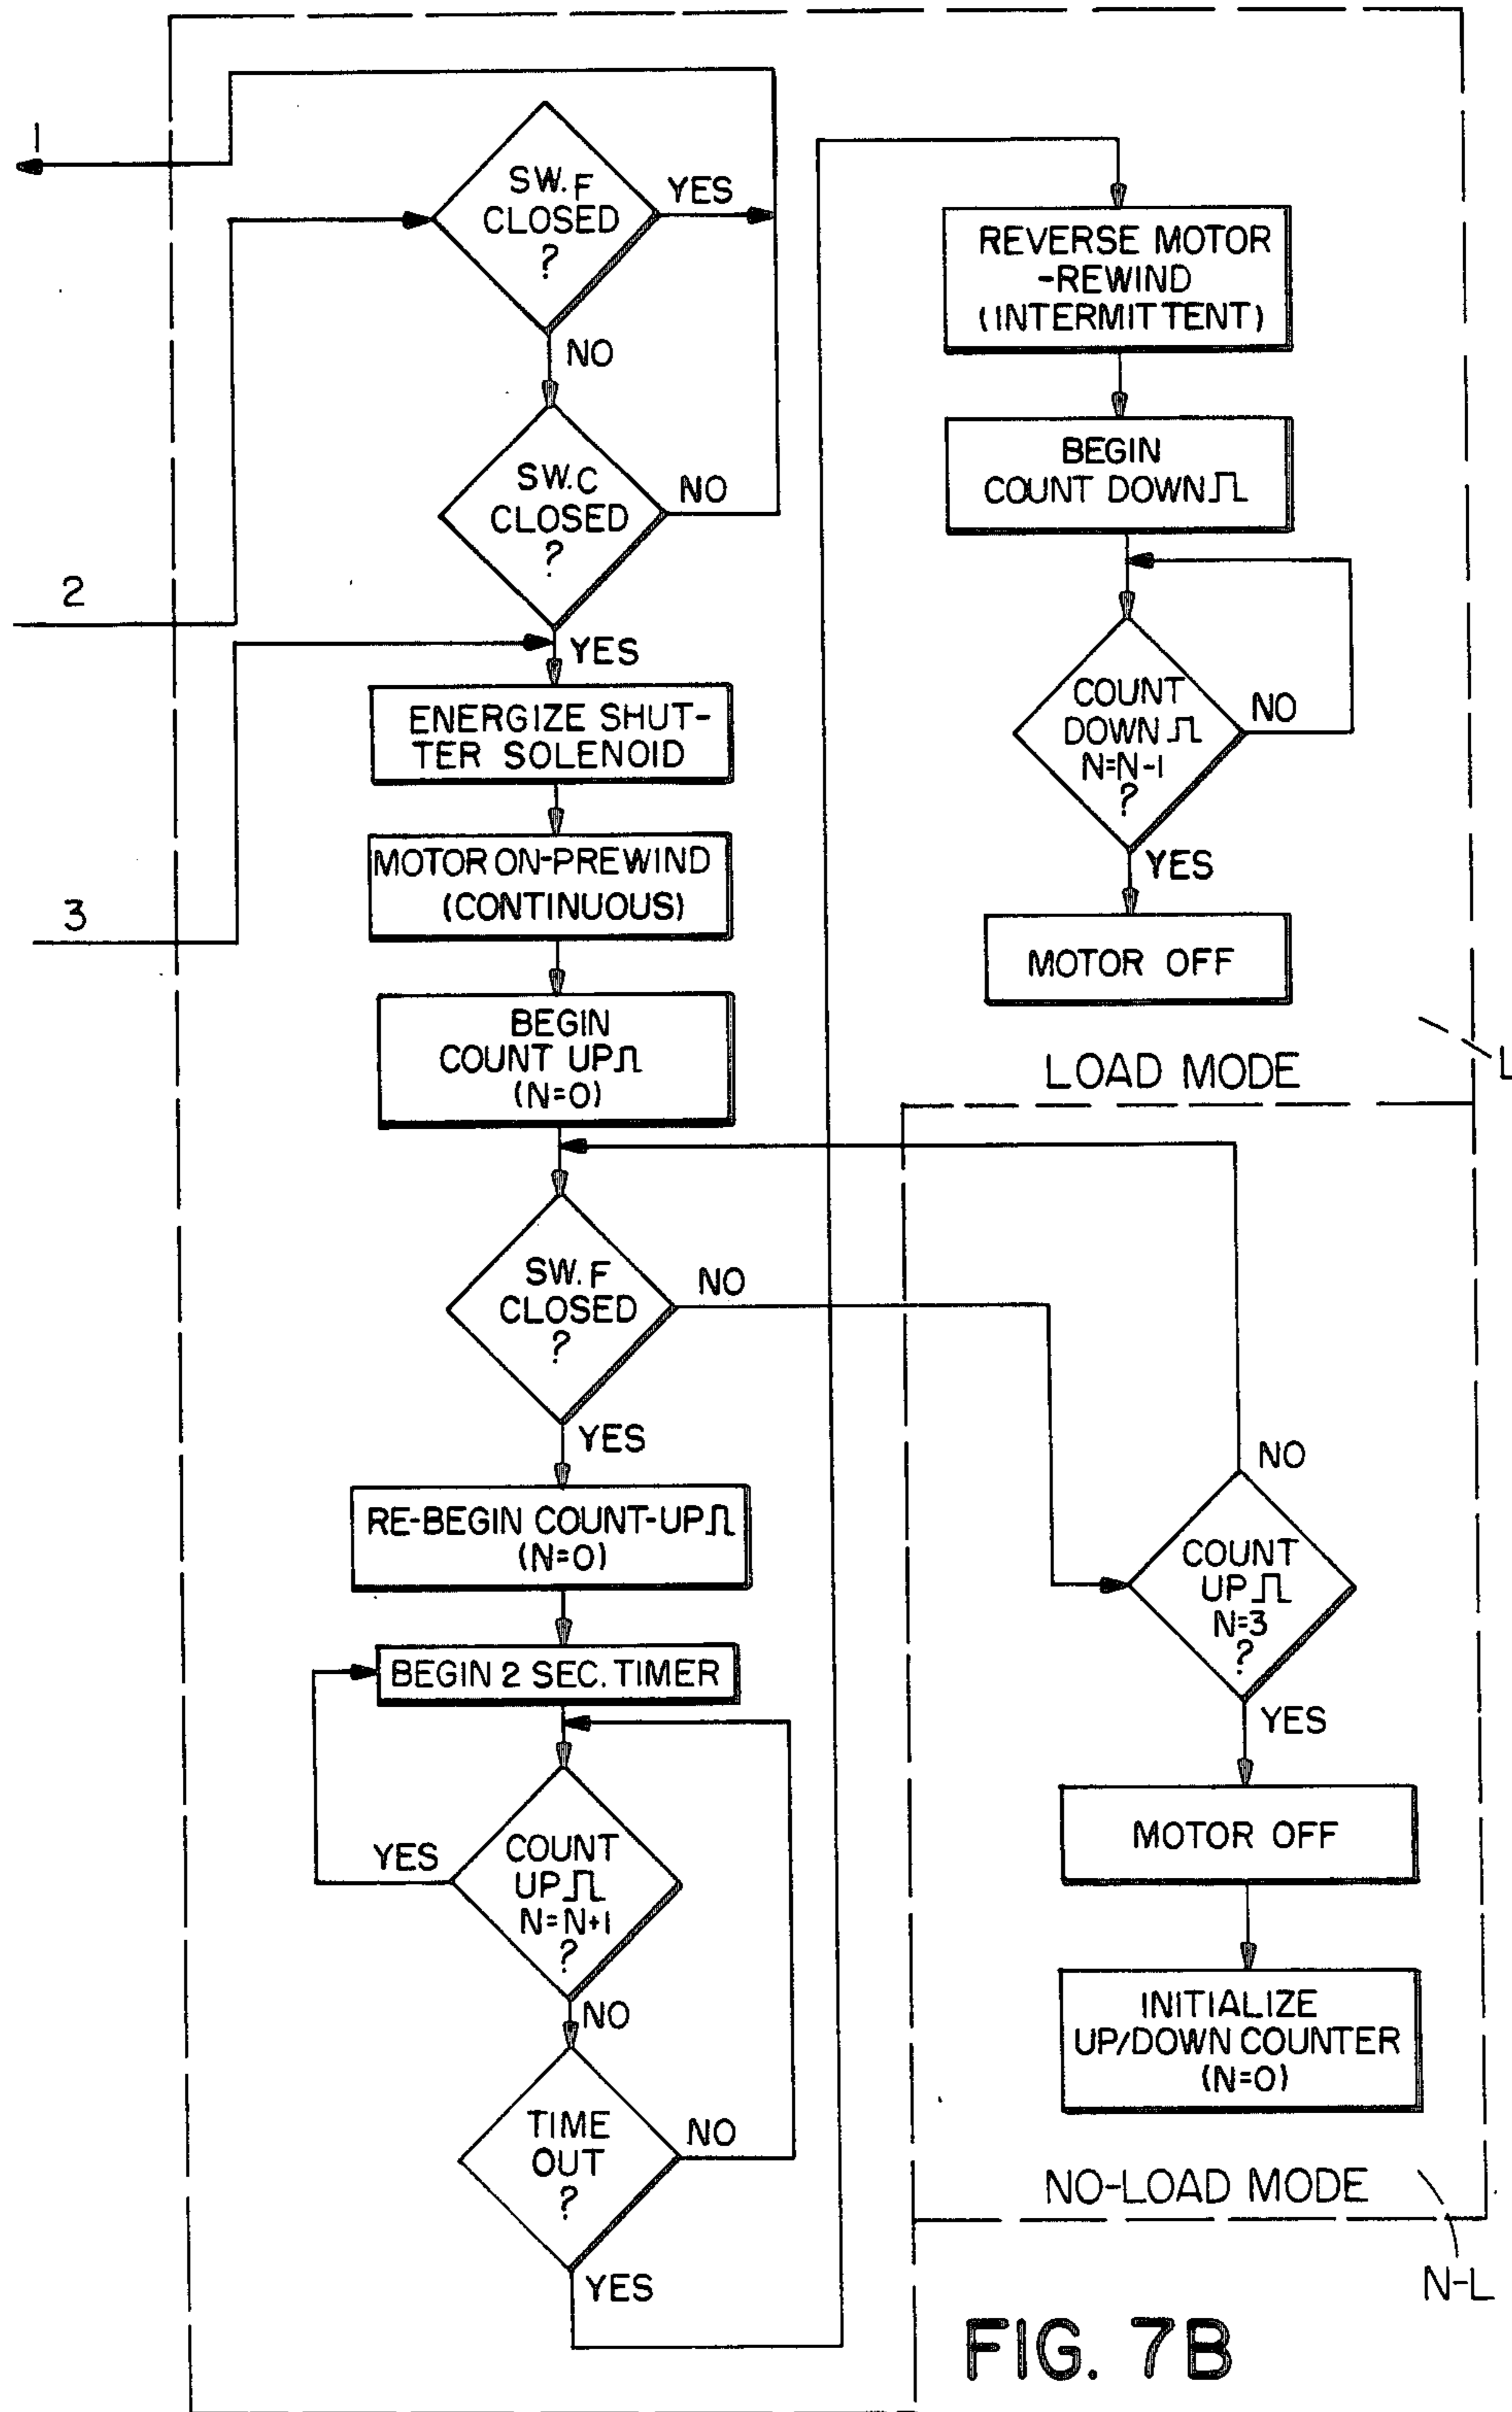 1
SW. F
CLOSED
?
YES
NO
SW. C
CLOSED
?
NO
2
YES
ENERGIZE SHUT-
TER SOLENOID
MOTOR ON-PREWIND
(CONTINUOUS)
3
BEGIN
COUNT UP
(N=0)
SW. F
CLOSED
?
NO
YES
RE-BEGIN COUNT-UP
(N=0)
BEGIN 2 SEC. TIMER
COUNT
UP
N=N+1
?
YES
NO
TIME
OUT
?
NO
YES
REVERSE MOTOR
-REWIND
(INTERMITTENT)
BEGIN
COUNT DOWN
COUNT
DOWN
N=N-1
?
NO
YES
MOTOR OFF
LOAD MODE
L
NO
COUNT
UP
N=3
?
YES
MOTOR OFF
INITIALIZE
UP/DOWN COUNTER
(N=0)
NO-LOAD MODE
N-L
FIG. 7B